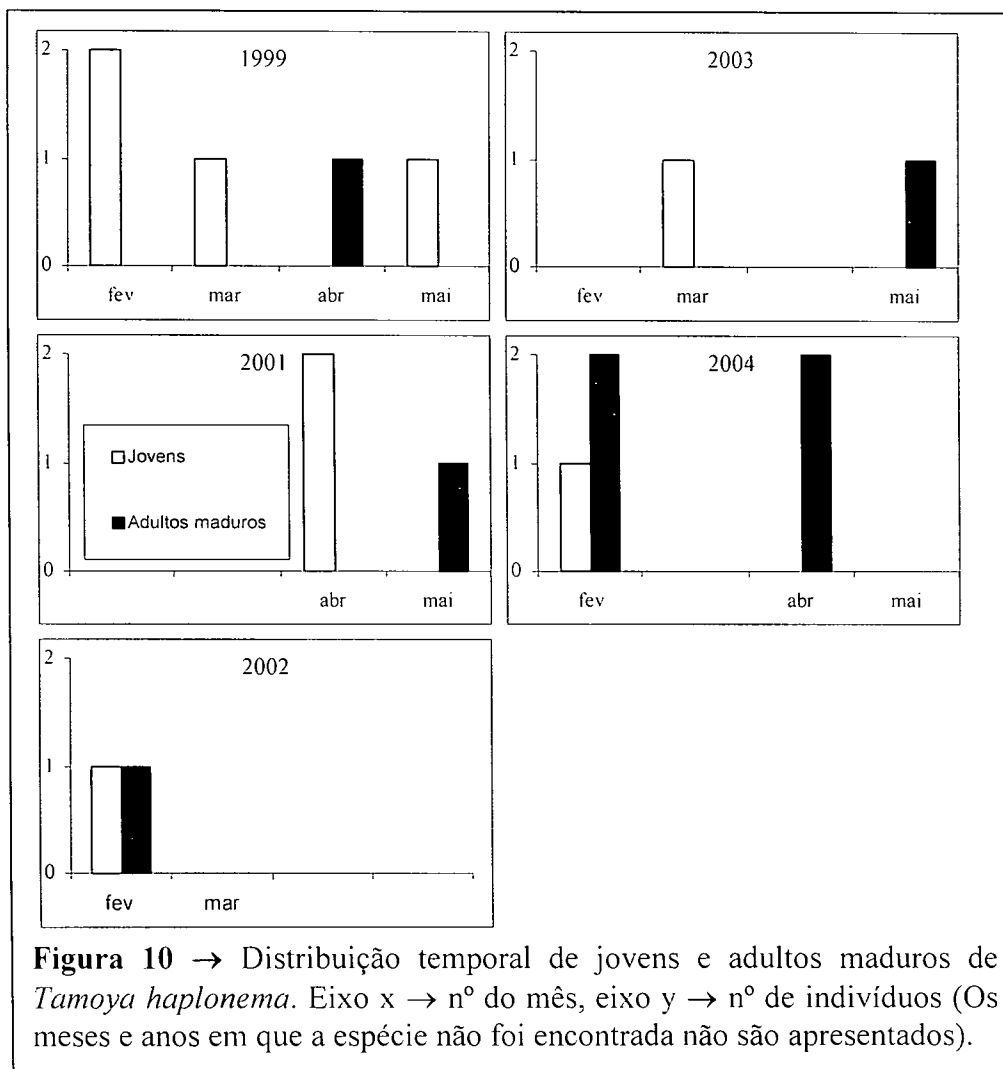 1999
2
1
0
fev mar abr mai
2003
2
1
0
fev mar mai
2001
2
1
0
Jovens
Adultos maduros
abr mai
2004
2
1
0
fev abr mai
2002
2
1
0
fev mar
Figura 10 → Distribuição temporal de jovens e adultos maduros de
Tamoya haplonema. Eixo x → nº do mês, eixo y → nº de indivíduos (Os
meses e anos em que a espécie não foi encontrada não são apresentados).